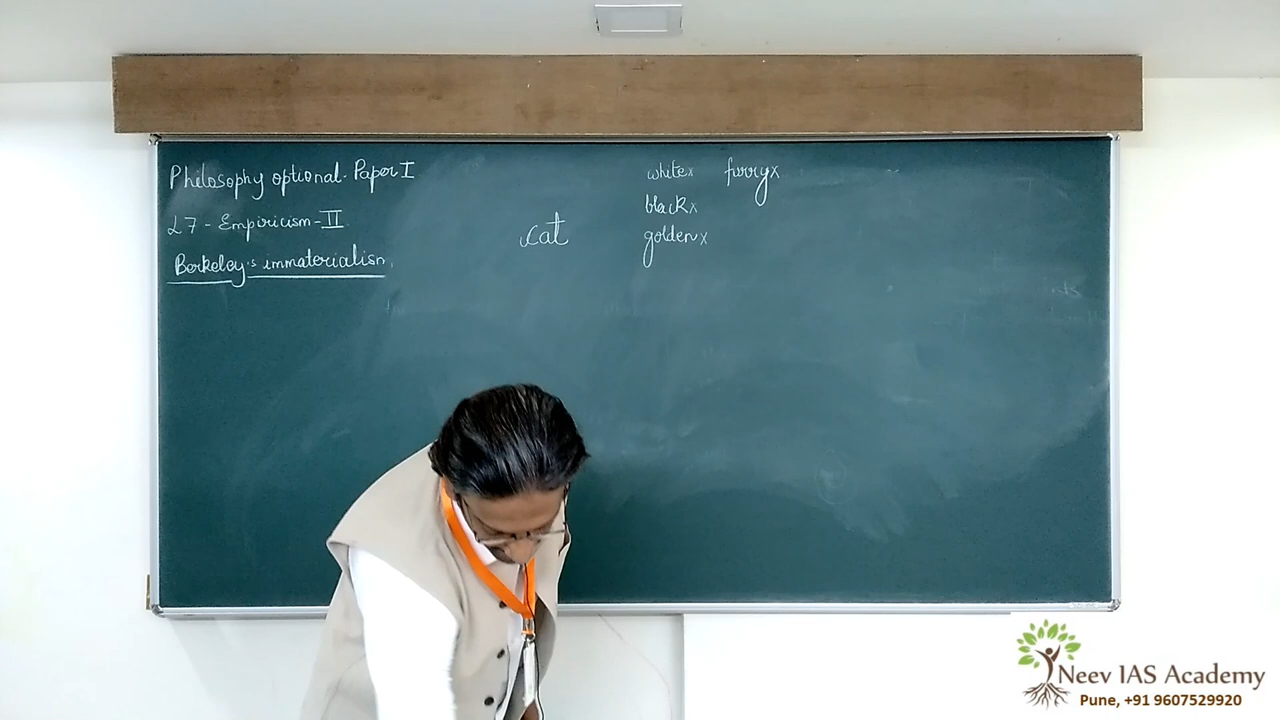 Philosophy optional - Paper I
L7 - Empiricism - II
Berkeley's immaterialism
cat
whitex furryx
blackx
goldenx
Neev IAS Academy
Pune, +91 9607529920